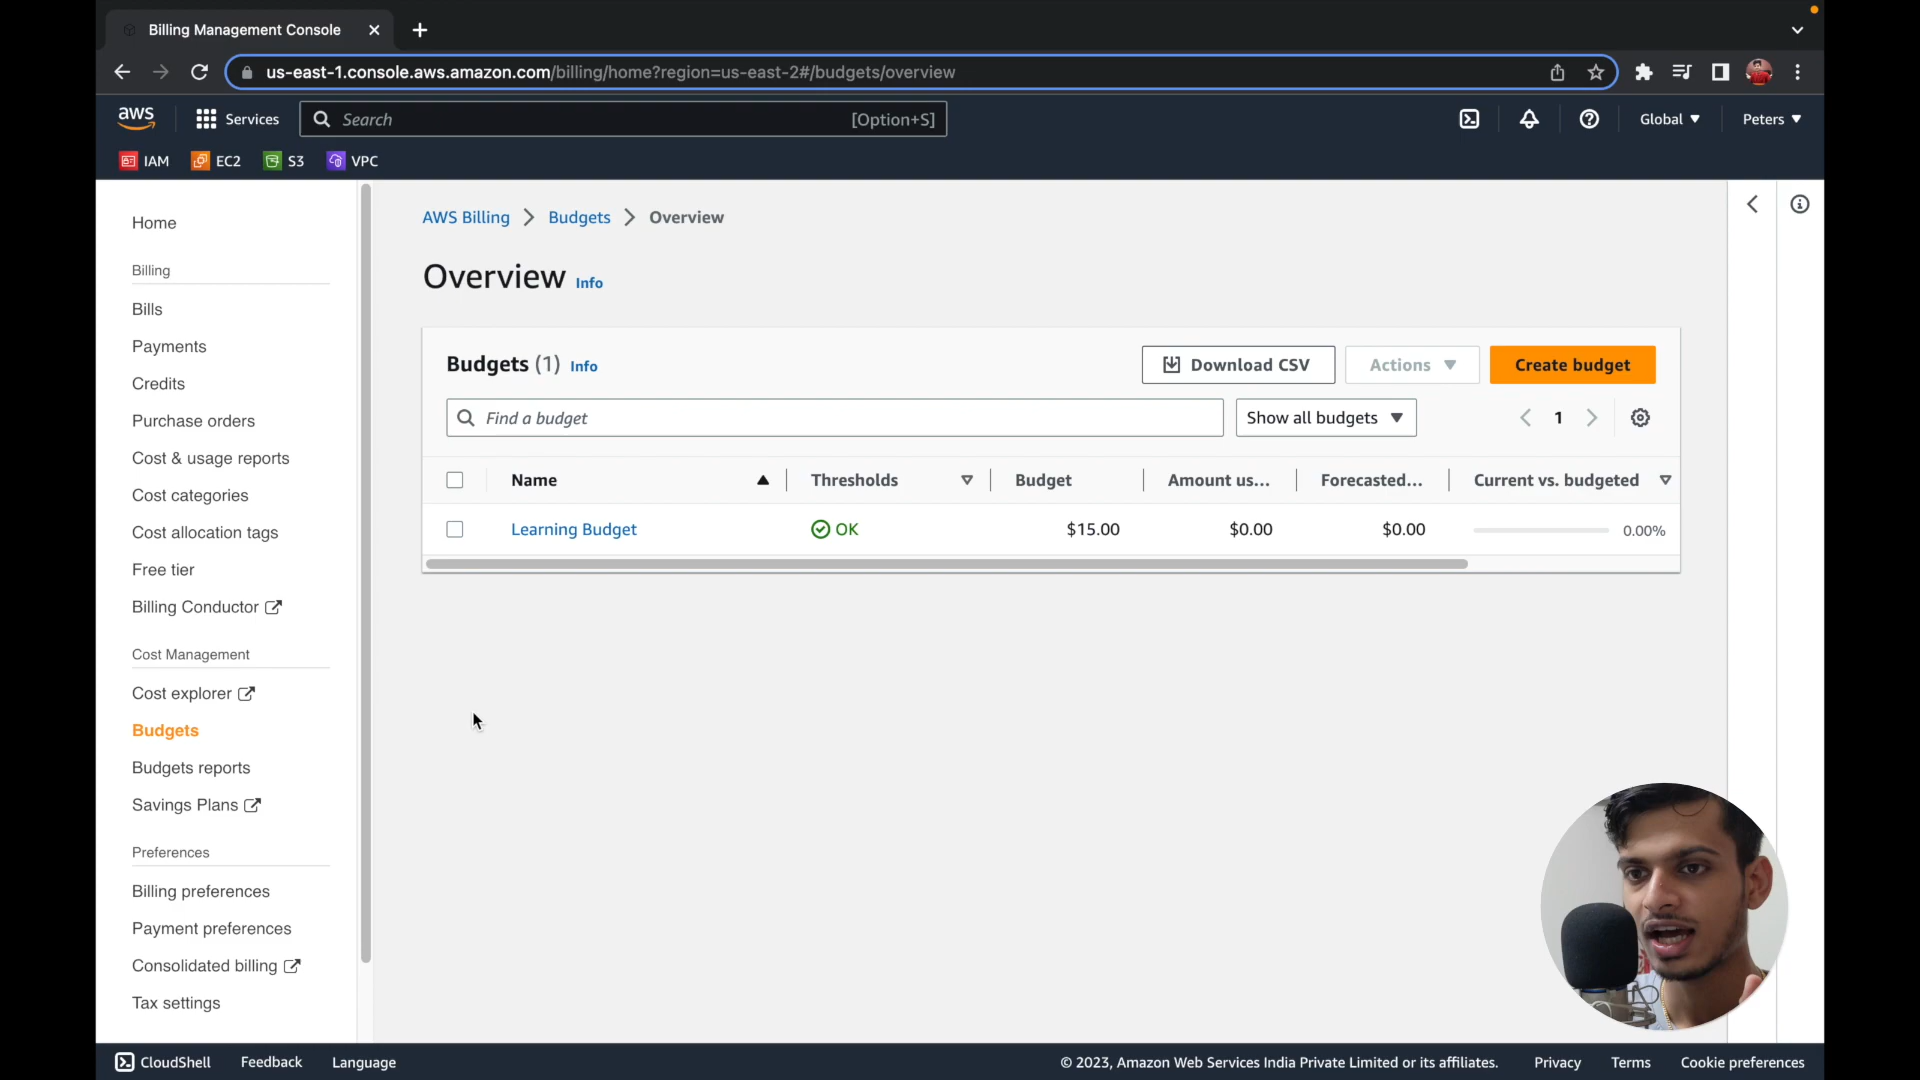 Billing Management Console
us-east-1.console.aws.amazon.com/billing/home?region=us-east-2#/budgets/overview
aws
Services
Search
[Option+S]
Global
Peters
IAM
EC2
S3
VPC
Home
Billing
Bills
Payments
Credits
Purchase orders
Cost & usage reports
Cost categories
Cost allocation tags
Free tier
Billing Conductor
Cost Management
Cost explorer
Budgets
Budgets reports
Savings Plans
Preferences
Billing preferences
Payment preferences
Consolidated billing
Tax settings
AWS Billing > Budgets > Overview
Overview Info
Budgets (1) Info
Download CSV
Actions
Create budget
Find a budget
Show all budgets
1
Name Thresholds Budget Amount us... Forecasted... Current vs. budgeted
Learning Budget OK $15.00 $0.00 $0.00 0.00%
CloudShell Feedback Language
© 2023, Amazon Web Services India Private Limited or its affiliates. Privacy Terms Cookie preferences